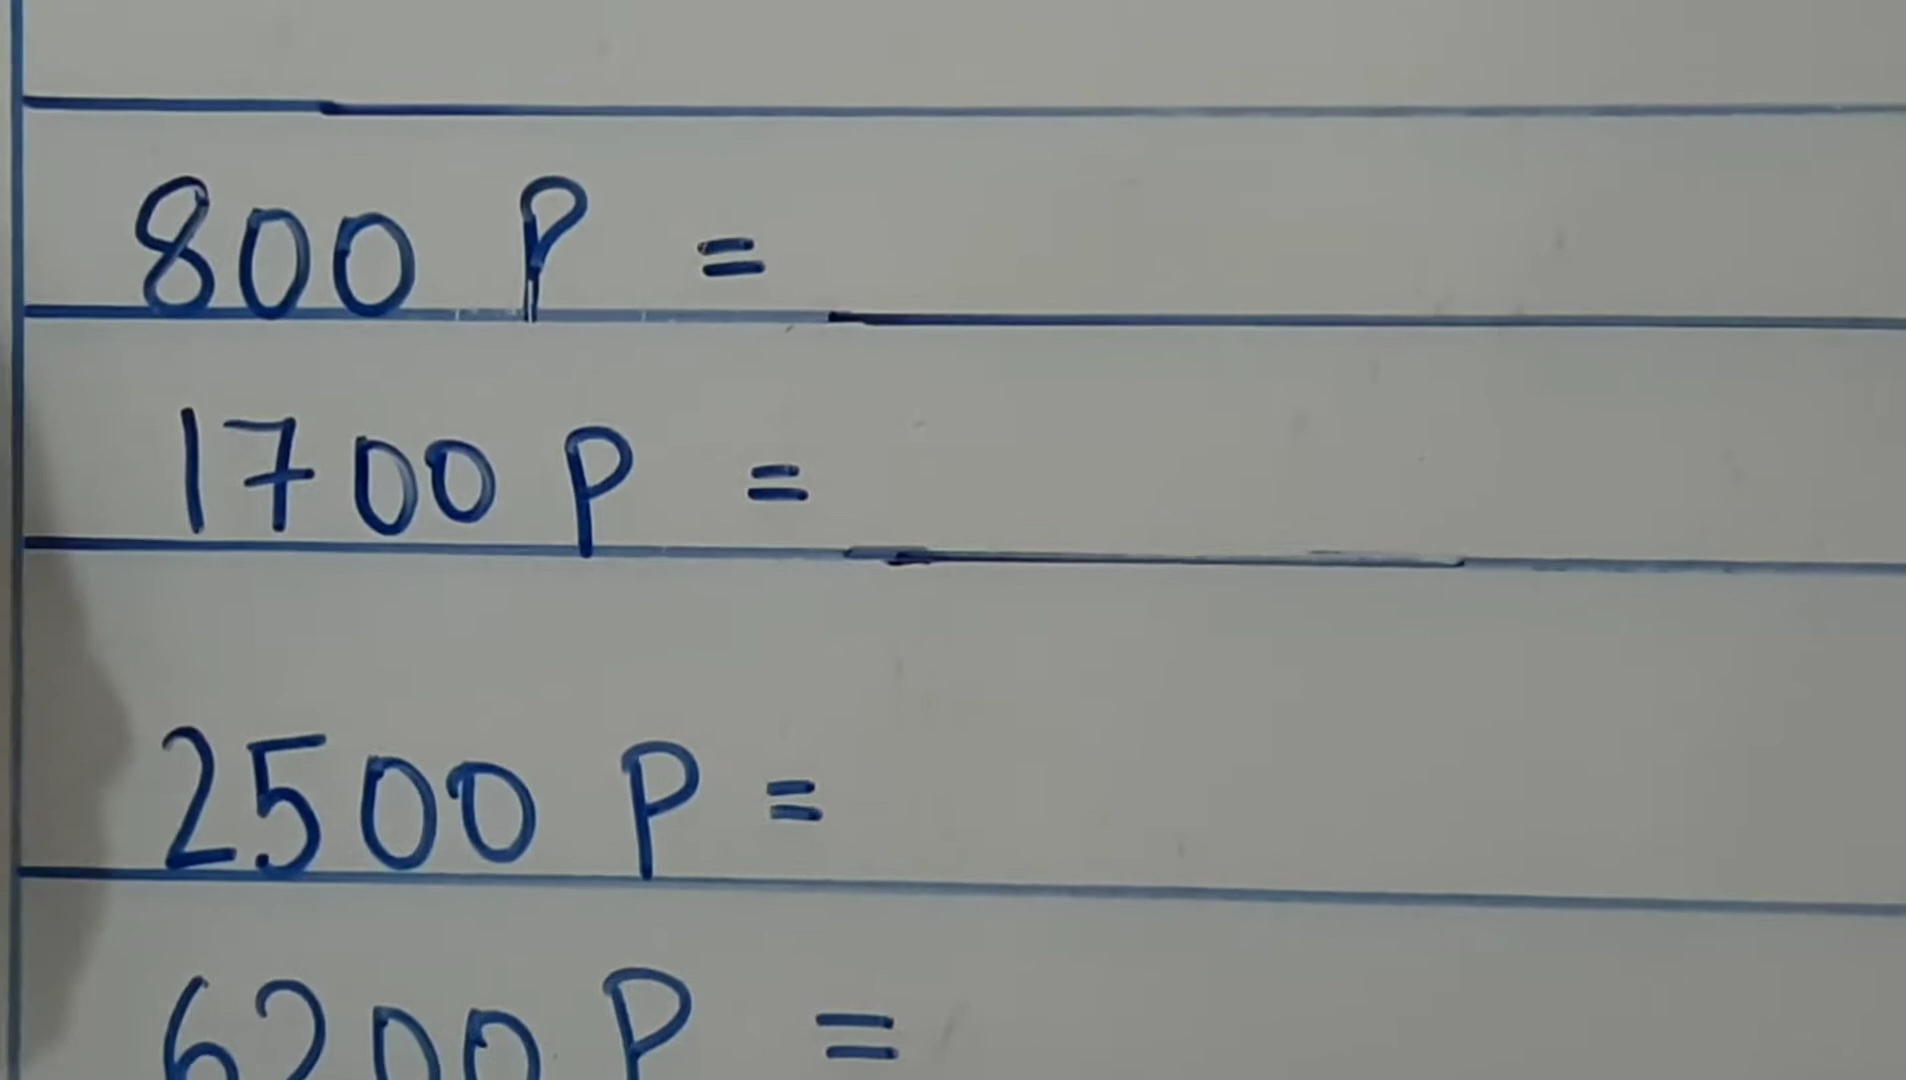 800 P =
1700 P =
2500 P =
6200 P =